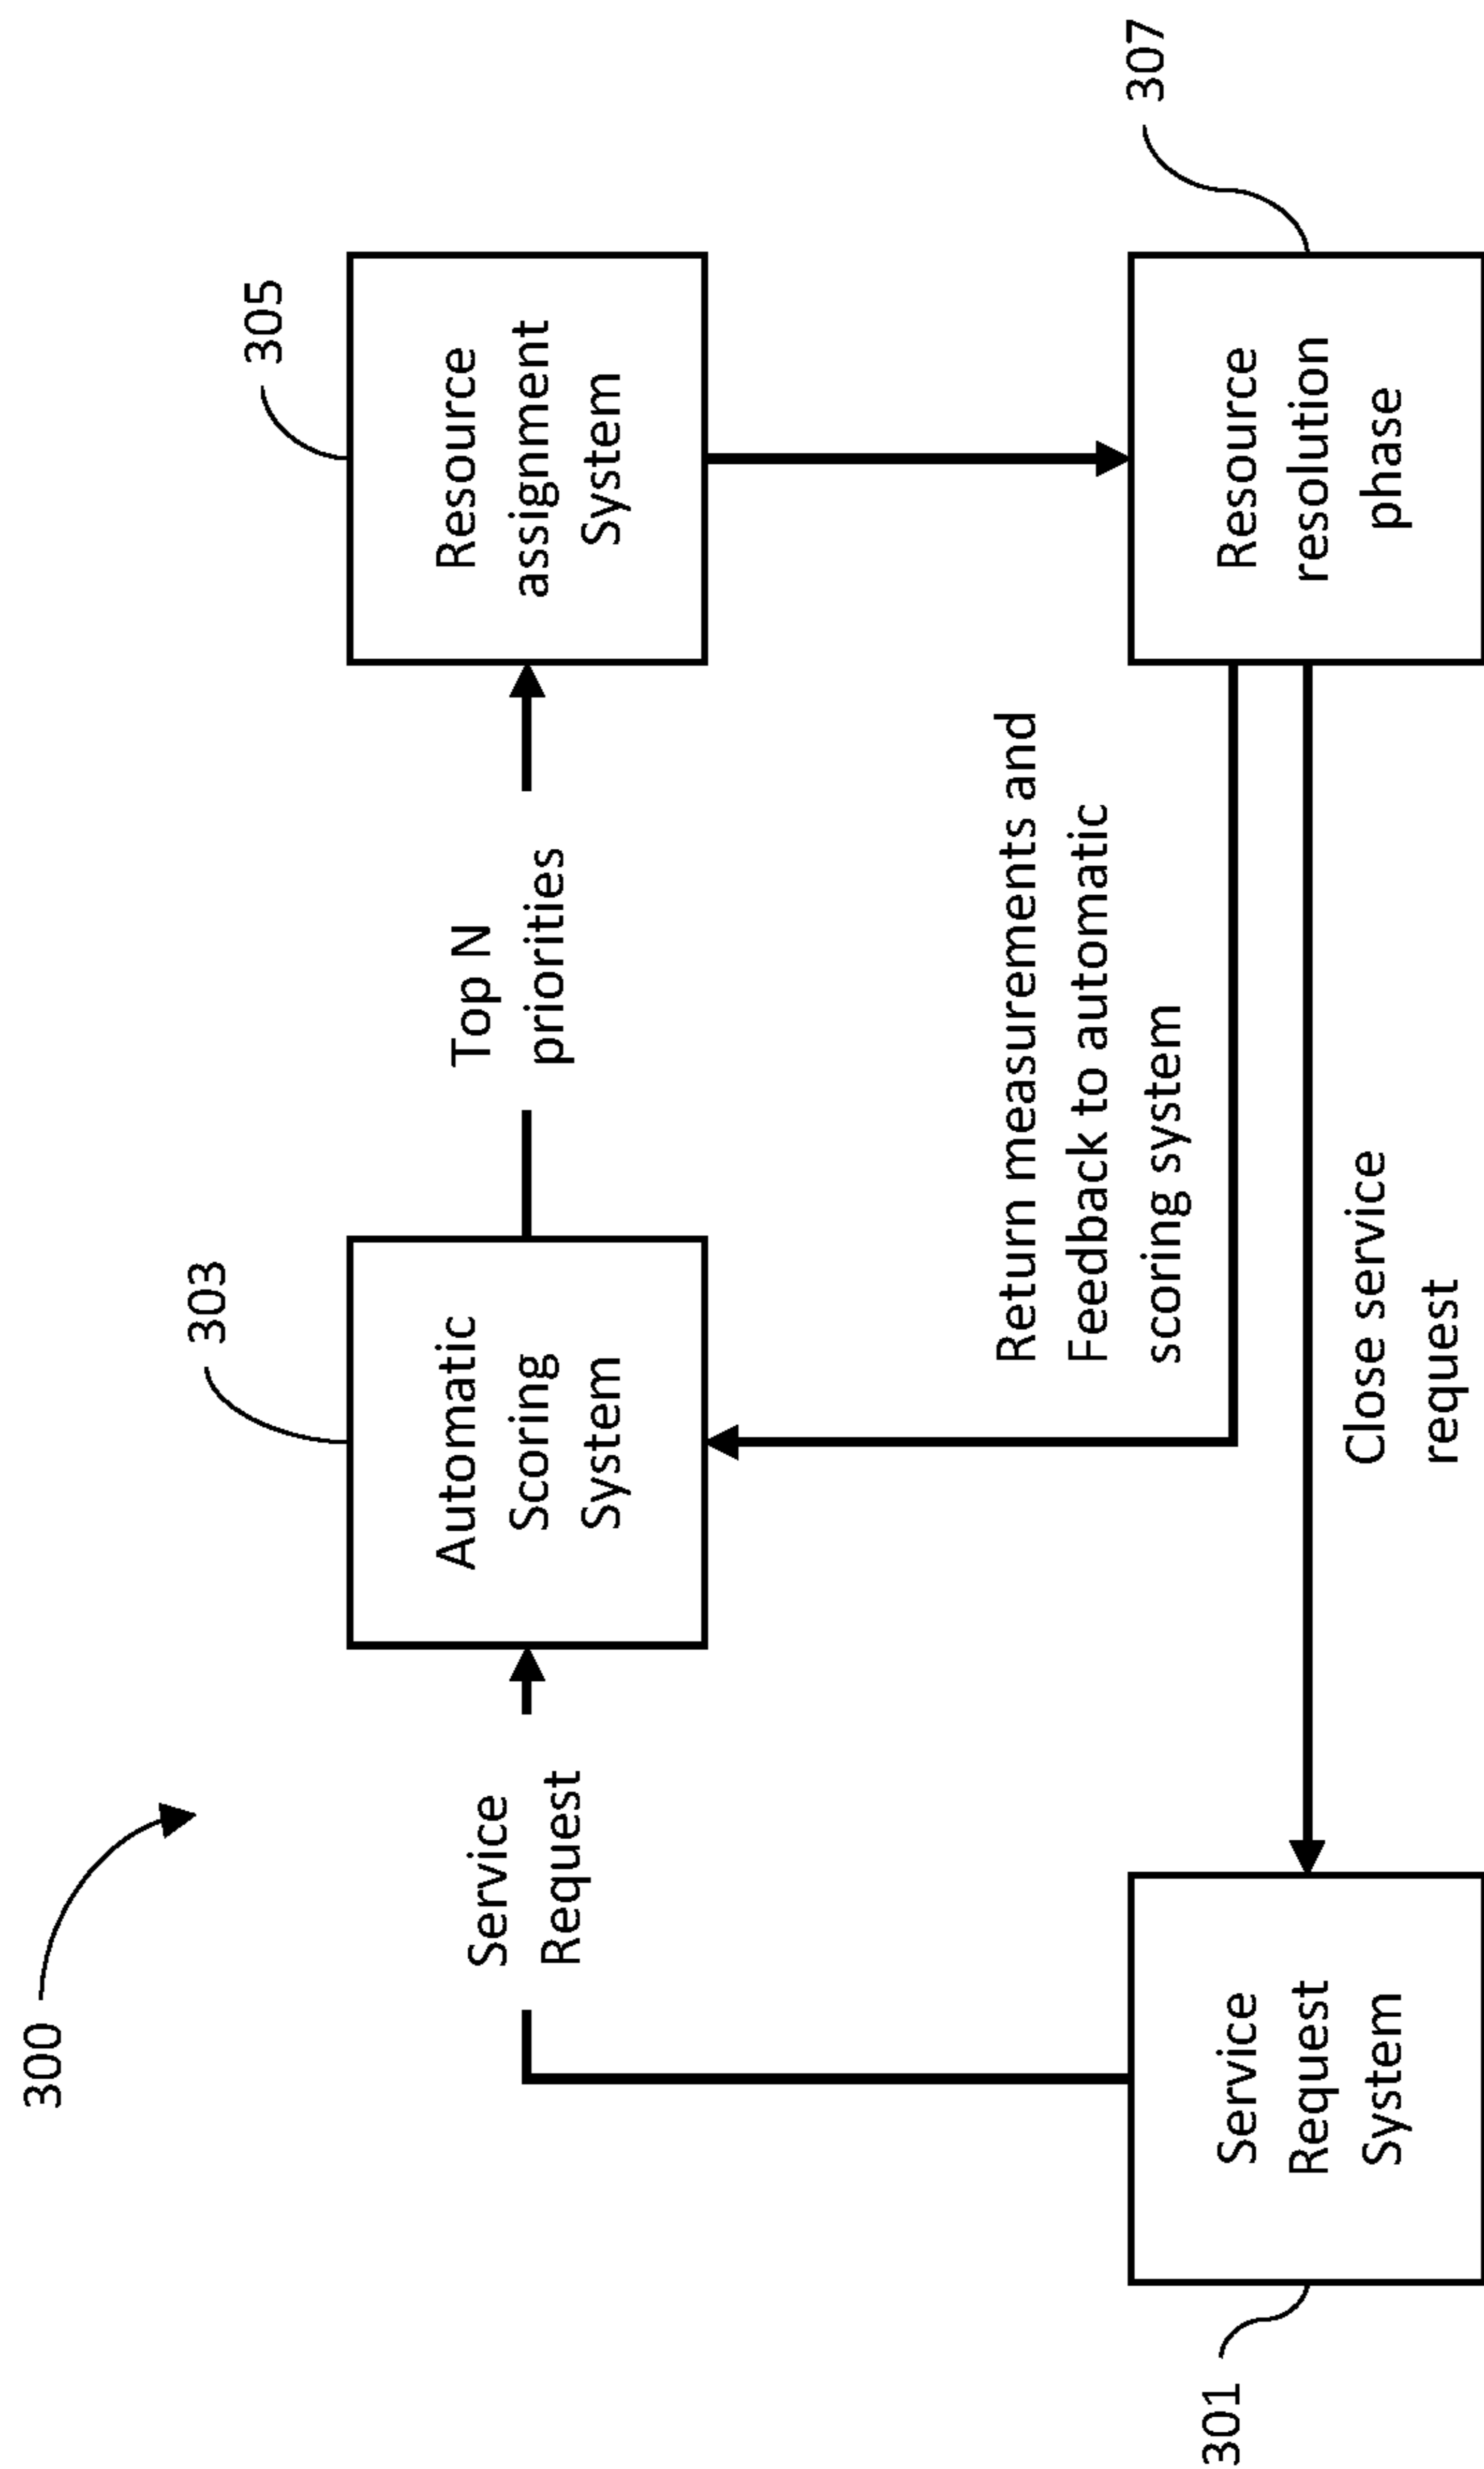 300
303
Automatic
Scoring
System
305
Resource
assignment
System
Service
Request
Top N
priorities
Return measurements and
Feedback to automatic
scoring system
301
Service
Request
System
Close service
request
307
Resource
resolution
phase